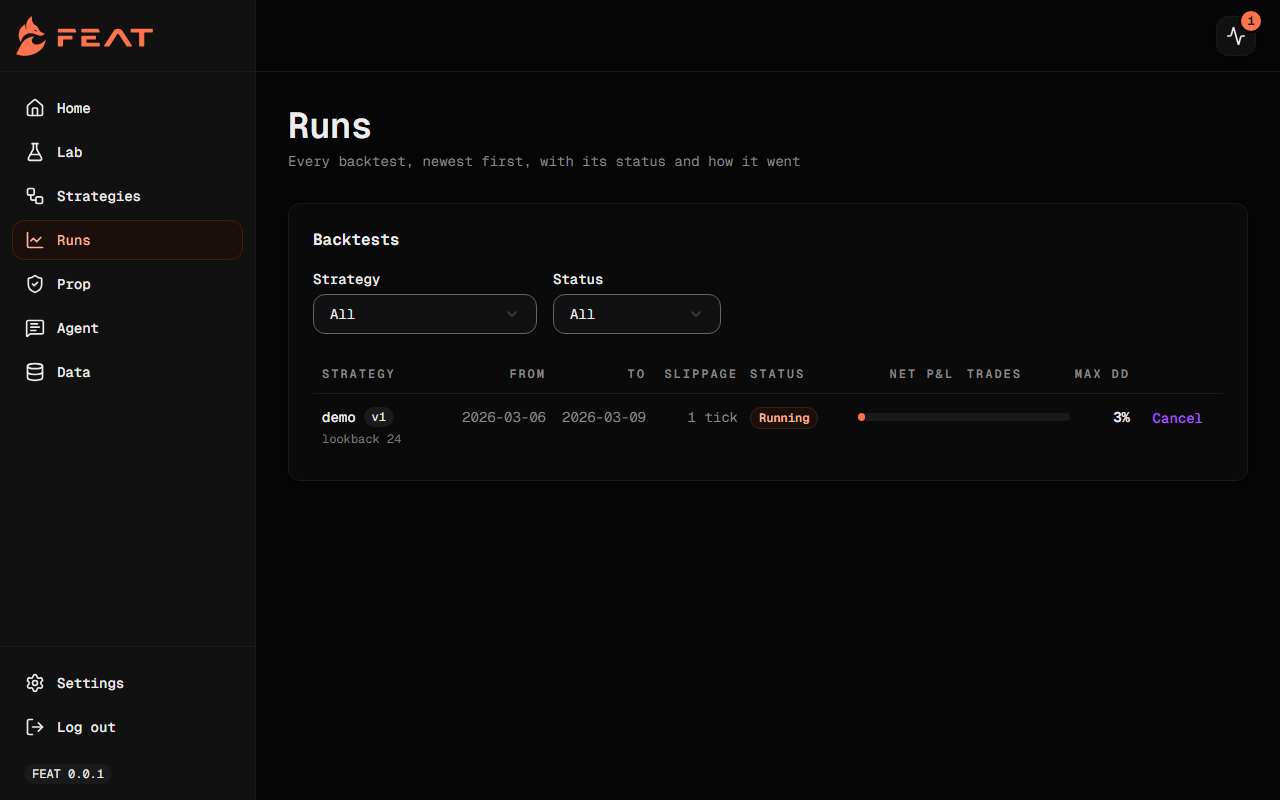 FEAT
1
Home
Lab
Strategies
Runs
Prop
Agent
Data
Settings
Log out
FEAT 0.0.1
Runs
Every backtest, newest first, with its status and how it went
Backtests
Strategy Status
All All
STRATEGY FROM TO SLIPPAGE STATUS NET P&L TRADES MAX DD
demo v1 2026-03-06 2026-03-09 1 tick Running 3% Cancel
lookback 24